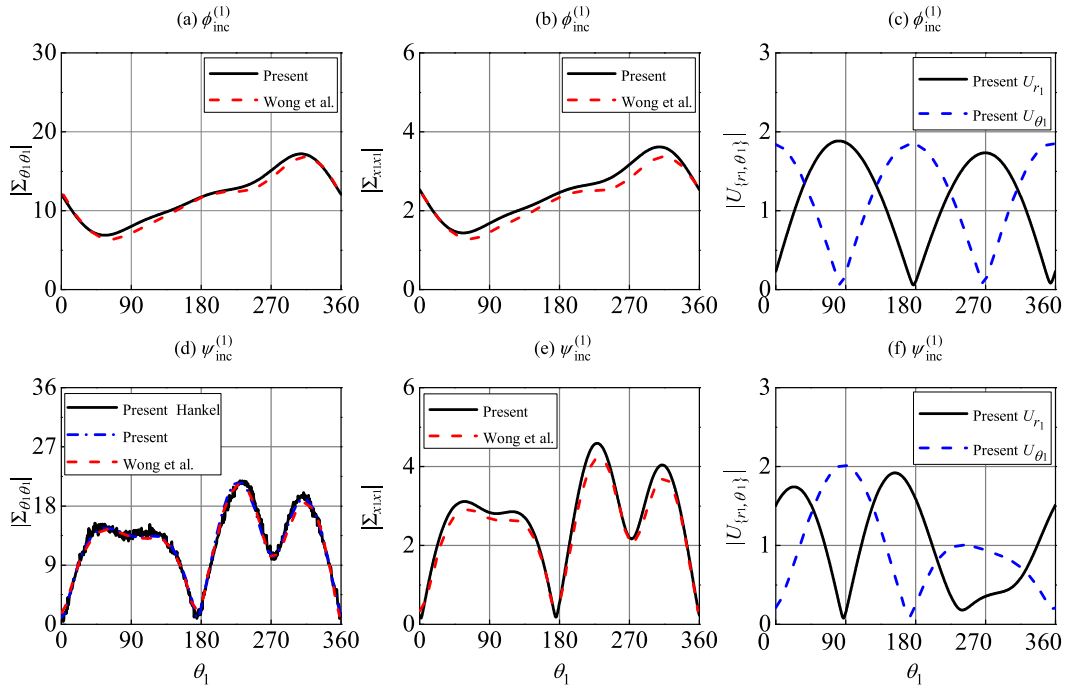 (a) ϕ_inc^(1)
30
20
10
0
|Σ_θ1θ1|
Present
Wong et al.
0 90 180 270 360
(b) ϕ_inc^(1)
6
4
2
0
|Σ_x1x1|
Present
Wong et al.
0 90 180 270 360
(c) ϕ_inc^(1)
3
2
1
0
|U_{r1, θ1}|
Present U_r1
Present U_θ1
0 90 180 270 360
(d) ψ_inc^(1)
36
27
18
9
0
|Σ_θ1θ1|
Present Hankel
Present
Wong et al.
0 90 180 270 360
θ_1
(e) ψ_inc^(1)
6
4
2
0
|Σ_x1x1|
Present
Wong et al.
0 90 180 270 360
θ_1
(f) ψ_inc^(1)
3
2
1
0
|U_{r1, θ1}|
Present U_r1
Present U_θ1
0 90 180 270 360
θ_1